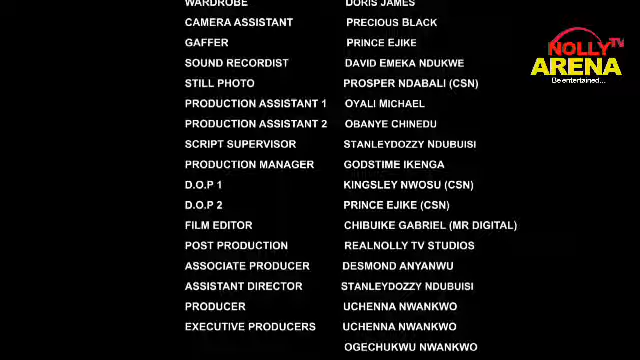 WARDROBE DORIS JAMES
CAMERA ASSISTANT PRECIOUS BLACK
GAFFER PRINCE EJIKE
SOUND RECORDIST DAVID EMEKA NDUKWE
STILL PHOTO PROSPER NDABALI (CSN)
PRODUCTION ASSISTANT 1 OYALI MICHAEL
PRODUCTION ASSISTANT 2 OBANYE CHINEDU
SCRIPT SUPERVISOR STANLEYDOZZY NDUBUISI
PRODUCTION MANAGER GODSTIME IKENGA
D.O.P 1 KINGSLEY NWOSU (CSN)
D.O.P 2 PRINCE EJIKE (CSN)
FILM EDITOR CHIBUIKE GABRIEL (MR DIGITAL)
POST PRODUCTION REALNOLLY TV STUDIOS
ASSOCIATE PRODUCER DESMOND ANYANWU
ASSISTANT DIRECTOR STANLEYDOZZY NDUBUISI
PRODUCER UCHENNA NWANKWO
EXECUTIVE PRODUCERS UCHENNA NWANKWO
OGECHUKWU NWANKWO
NOLLY TV
ARENA
Be entertained...